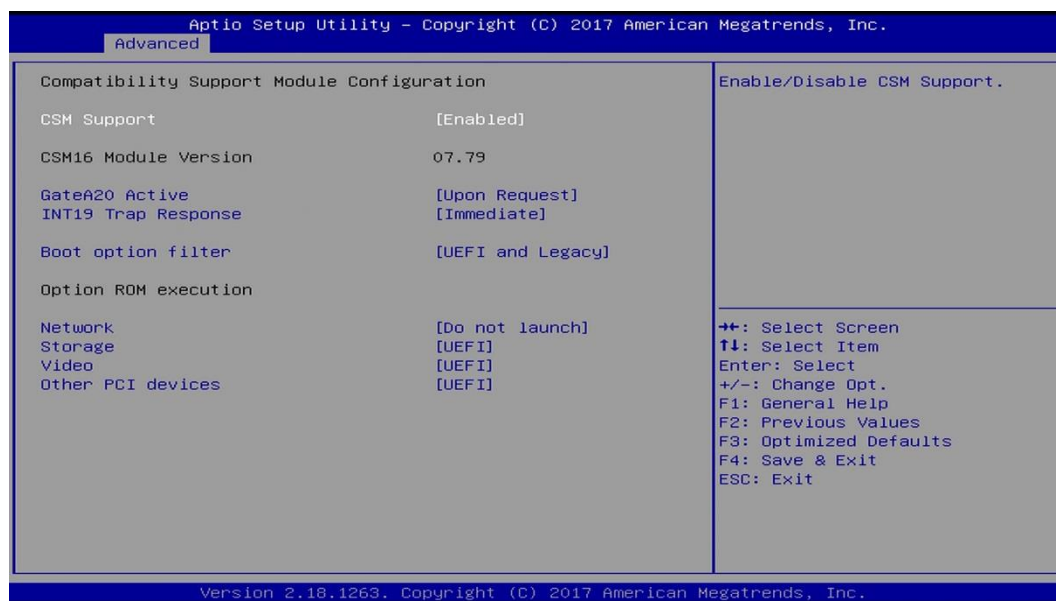 Aptio Setup Utility – Copyright (C) 2017 American Megatrends, Inc.
Advanced
Compatibility Support Module Configuration
CSM Support [Enabled]
CSM16 Module Version 07.79
GateA20 Active [Upon Request]
INT19 Trap Response [Immediate]
Boot option filter [UEFI and Legacy]
Option ROM execution
Network [Do not launch]
Storage [UEFI]
Video [UEFI]
Other PCI devices [UEFI]
Enable/Disable CSM Support.
→←: Select Screen
↑↓: Select Item
Enter: Select
+/-: Change Opt.
F1: General Help
F2: Previous Values
F3: Optimized Defaults
F4: Save & Exit
ESC: Exit
Version 2.18.1263. Copyright (C) 2017 American Megatrends, Inc.